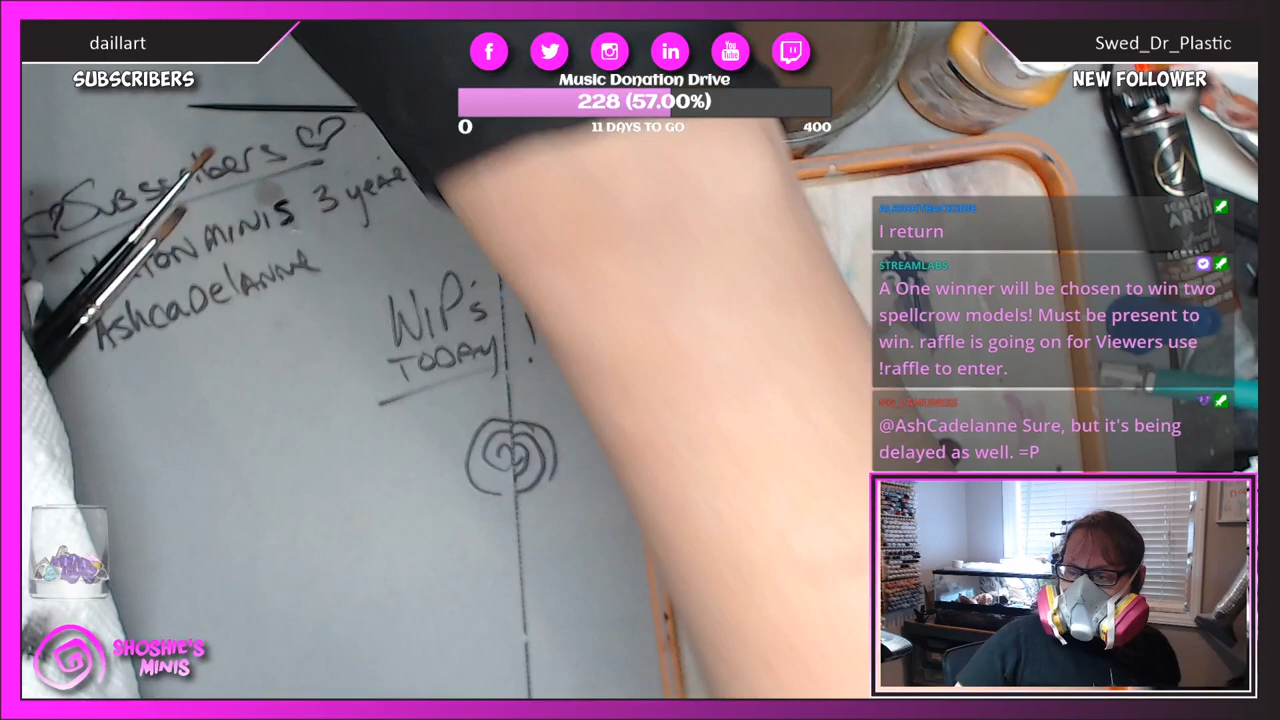 daillart
SUBSCRIBERS
Music Donation Drive
228 (57.00%)
0
11 DAYS TO GO
400
Swed_Dr_Plastic
NEW FOLLOWER
Subscribers
MINIS 3 year
AshcaDelanne
WIP's
TODAY!
I return
STREAMLABS
A One winner will be chosen to win two
spellcrow models! Must be present to
win. raffle is going on for Viewers use
!raffle to enter.
@AshCadelanne Sure, but it's being
delayed as well. =P
SHOSHIE'S
MINIS